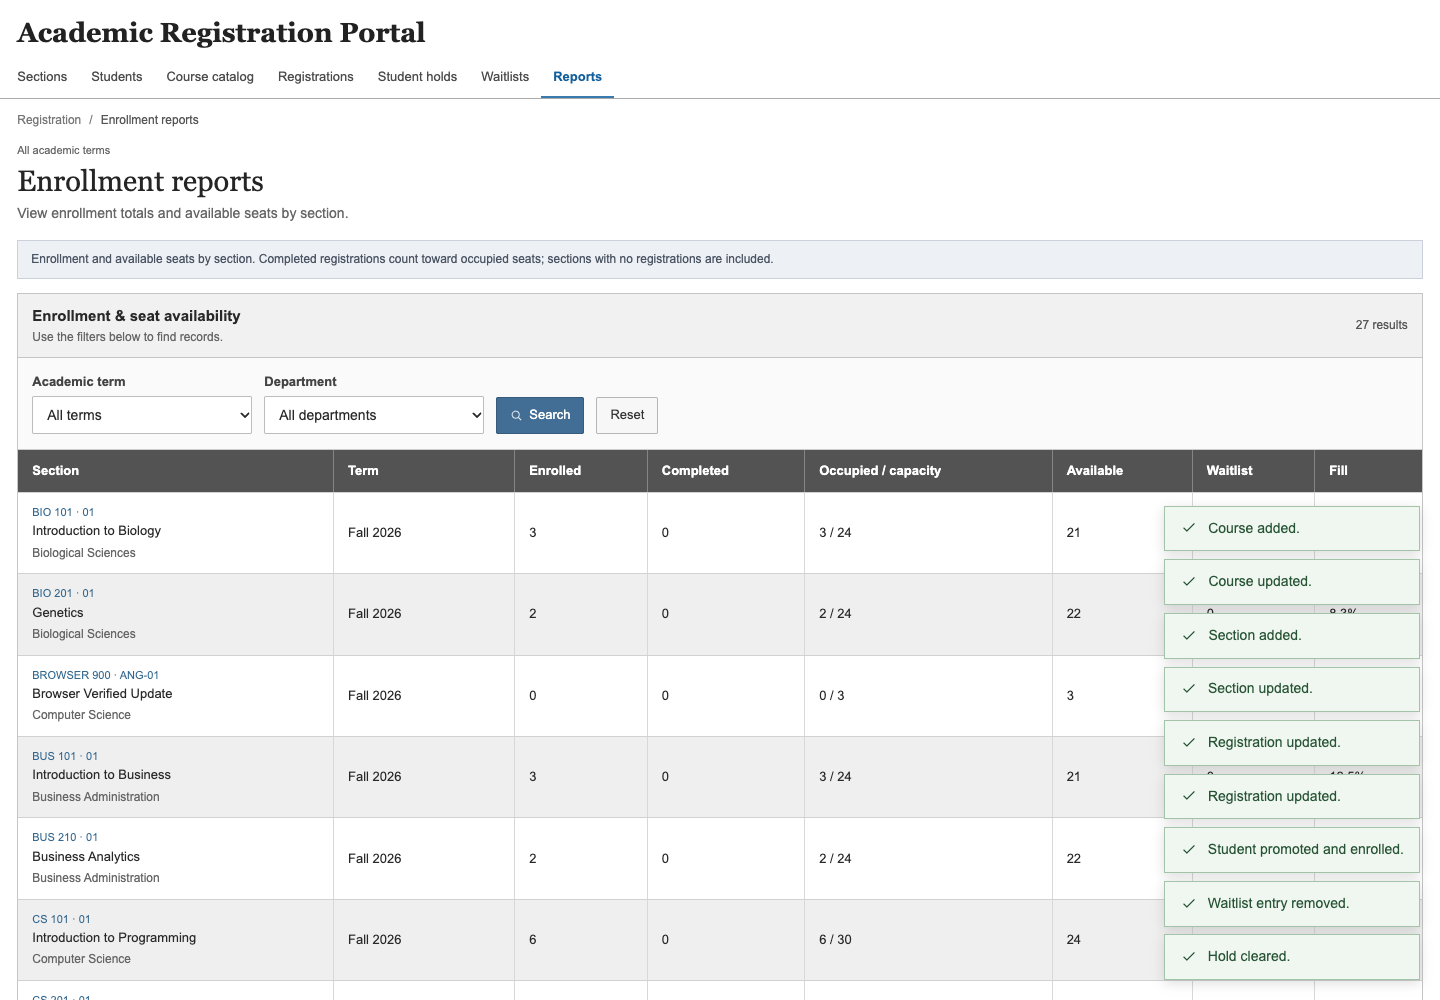 Academic Registration Portal
Sections Students Course catalog Registrations Student holds Waitlists Reports
Registration / Enrollment reports
All academic terms
Enrollment reports
View enrollment totals and available seats by section.
Enrollment and available seats by section. Completed registrations count toward occupied seats; sections with no registrations are included.
Enrollment & seat availability
Use the filters below to find records.
27 results
Academic term Department
All terms All departments Search Reset
Section Term Enrolled Completed Occupied / capacity Available Waitlist Fill
BIO 101 · 01
Introduction to Biology
Biological Sciences
Fall 2026 3 0 3 / 24 21
Course added.
BIO 201 · 01
Genetics
Biological Sciences
Fall 2026 2 0 2 / 24 22
Course updated.
Section added.
BROWSER 900 · ANG-01
Browser Verified Update
Computer Science
Fall 2026 0 0 0 / 3 3
Section updated.
BUS 101 · 01
Introduction to Business
Business Administration
Fall 2026 3 0 3 / 24 21
Registration updated.
Registration updated.
BUS 210 · 01
Business Analytics
Business Administration
Fall 2026 2 0 2 / 24 22
Student promoted and enrolled.
CS 101 · 01
Introduction to Programming
Computer Science
Fall 2026 6 0 6 / 30 24
Waitlist entry removed.
Hold cleared.